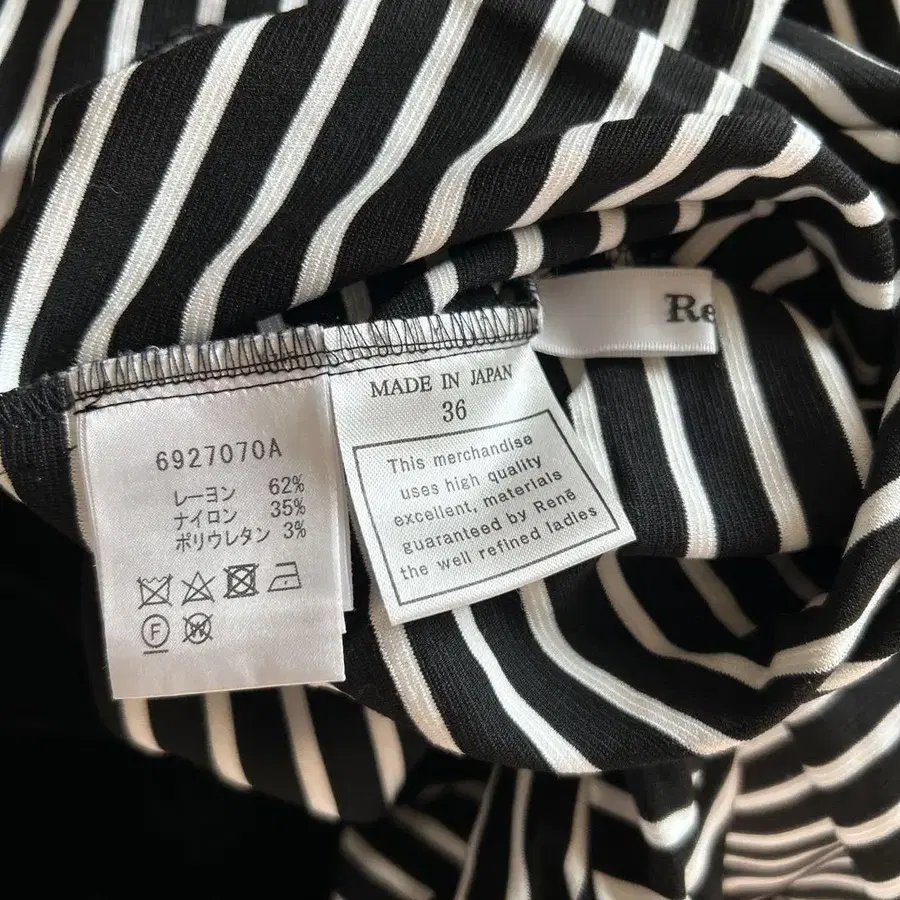 6927070A
レーヨン 62%
ナイロン 35%
ポリウレタン 3%
F
W
MADE IN JAPAN
36
This merchandise
uses high quality
excellent, materials
guaranteed by René
the well refined ladies
Re